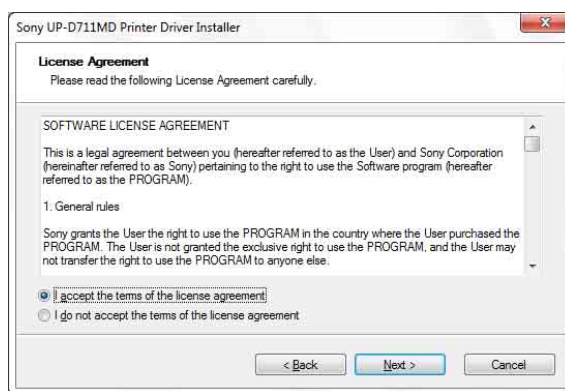 Sony UP-D711MD Printer Driver Installer
License Agreement
Please read the following License Agreement carefully.
SOFTWARE LICENSE AGREEMENT
This is a legal agreement between you (hereafter referred to as the User) and Sony Corporation
(hereinafter referred to as Sony) pertaining to the right to use the Software program (hereafter
referred to as the PROGRAM).
1. General rules
Sony grants the User the right to use the PROGRAM in the country where the User purchased the
PROGRAM. The User is not granted the exclusive right to use the PROGRAM, and the User may
not transfer the right to use the PROGRAM to anyone else.
I accept the terms of the license agreement
I do not accept the terms of the license agreement
< Back Next > Cancel